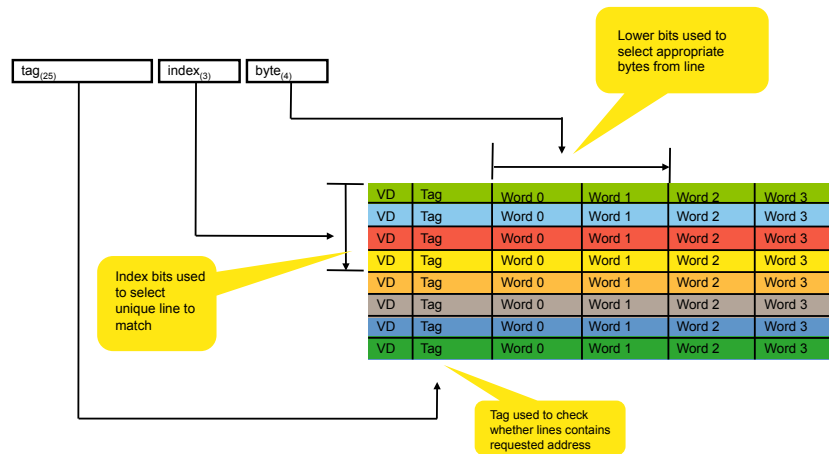 Lower bits used to
select appropriate
bytes from line
tag(25) index(3) byte(4)
VD Tag Word 0 Word 1 Word 2 Word 3
VD Tag Word 0 Word 1 Word 2 Word 3
VD Tag Word 0 Word 1 Word 2 Word 3
VD Tag Word 0 Word 1 Word 2 Word 3
VD Tag Word 0 Word 1 Word 2 Word 3
VD Tag Word 0 Word 1 Word 2 Word 3
VD Tag Word 0 Word 1 Word 2 Word 3
VD Tag Word 0 Word 1 Word 2 Word 3
Index bits used
to select
unique line to
match
Tag used to check
whether lines contains
requested address